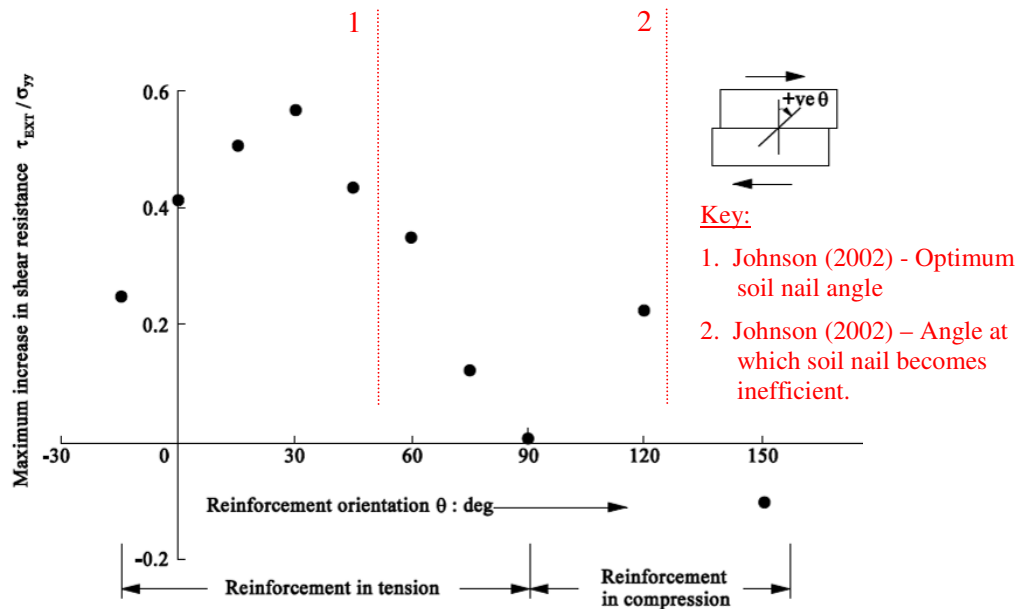 1
2
Maximum increase in shear resistance τEXT / σyy
0.6
0.4
0.2
-0.2
-30
0
30
60
90
120
150
Reinforcement orientation θ : deg
Reinforcement in tension
Reinforcement
in compression
+ve θ
Key:
1. Johnson (2002) - Optimum
soil nail angle
2. Johnson (2002) – Angle at
which soil nail becomes
inefficient.